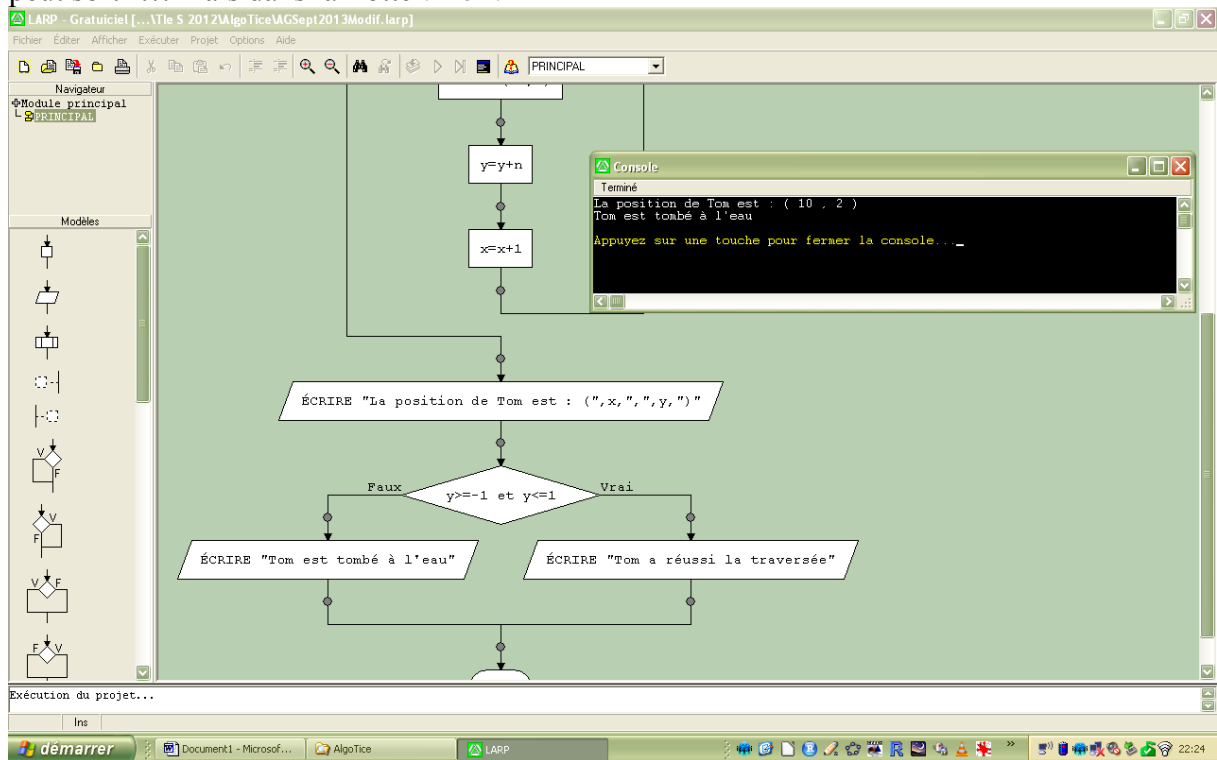 LARP - Gratuiciel [...\Tle S 2012\AlgoTice\AGSept2013Modif.larp]
Fichier Éditer Afficher Exécuter Projet Options Aide
PRINCIPAL
Navigateur
Module principal
PRINCIPAL
Modèles
y=y+n
x=x+1
Console
Terminé
La position de Tom est : ( 10 , 2 )
Tom est tombé à l'eau
Appuyez sur une touche pour fermer la console...
ÉCRIRE "La position de Tom est : (",x,",",y,")"
Faux
y>=-1 et y<=1
Vrai
ÉCRIRE "Tom est tombé à l'eau"
ÉCRIRE "Tom a réussi la traversée"
V
F
V
F
V F
F V
Exécution du projet...
Ins
démarrer
Document1 - Microsof...
AlgoTice
LARP
22:24